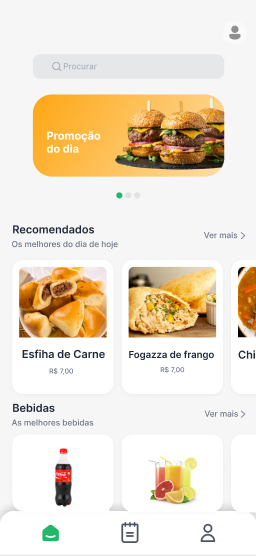 Procurar
Promoção
do dia
Recomendados
Os melhores do dia de hoje
Ver mais
Esfiha de Carne
R$ 7,00
Fogazza de frango
R$ 7,00
Chi
Bebidas
As melhores bebidas
Ver mais